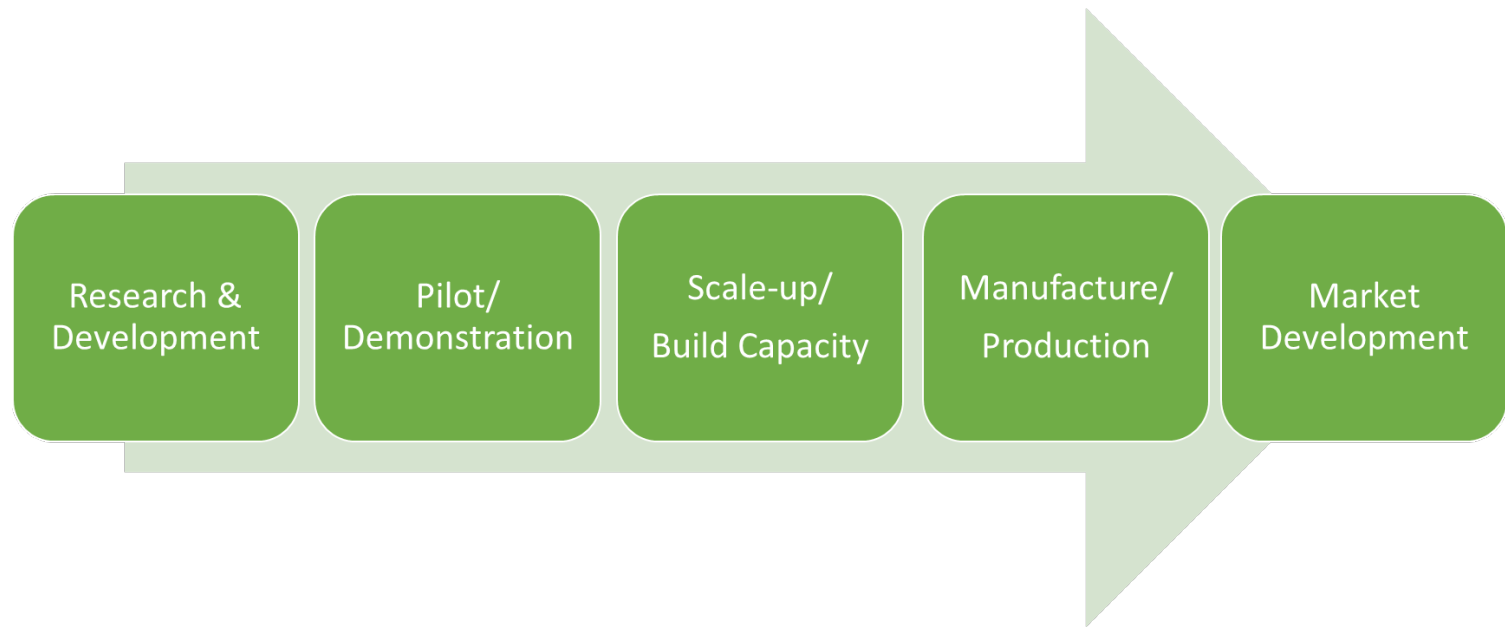 Research &
Development
Pilot/
Demonstration
Scale-up/
Build Capacity
Manufacture/
Production
Market
Development